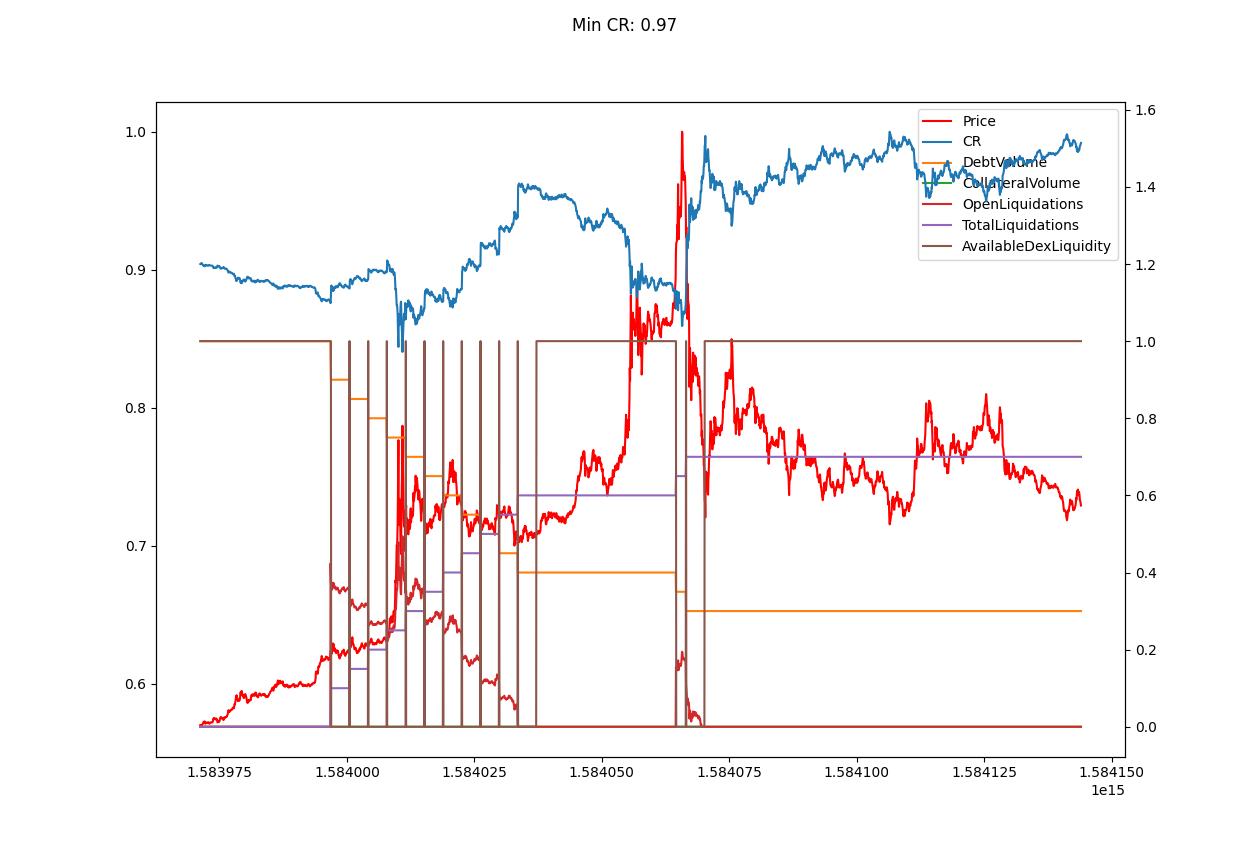 Min CR: 0.97
1.0
0.9
0.8
0.7
0.6
1.6
1.4
1.2
1.0
0.8
0.6
0.4
0.2
0.0
Price
CR
DebtVolume
CollateralVolume
OpenLiquidations
TotalLiquidations
AvailableDexLiquidity
1.583975 1.584000 1.584025 1.584050 1.584075 1.584100 1.584125 1.584150
1e15